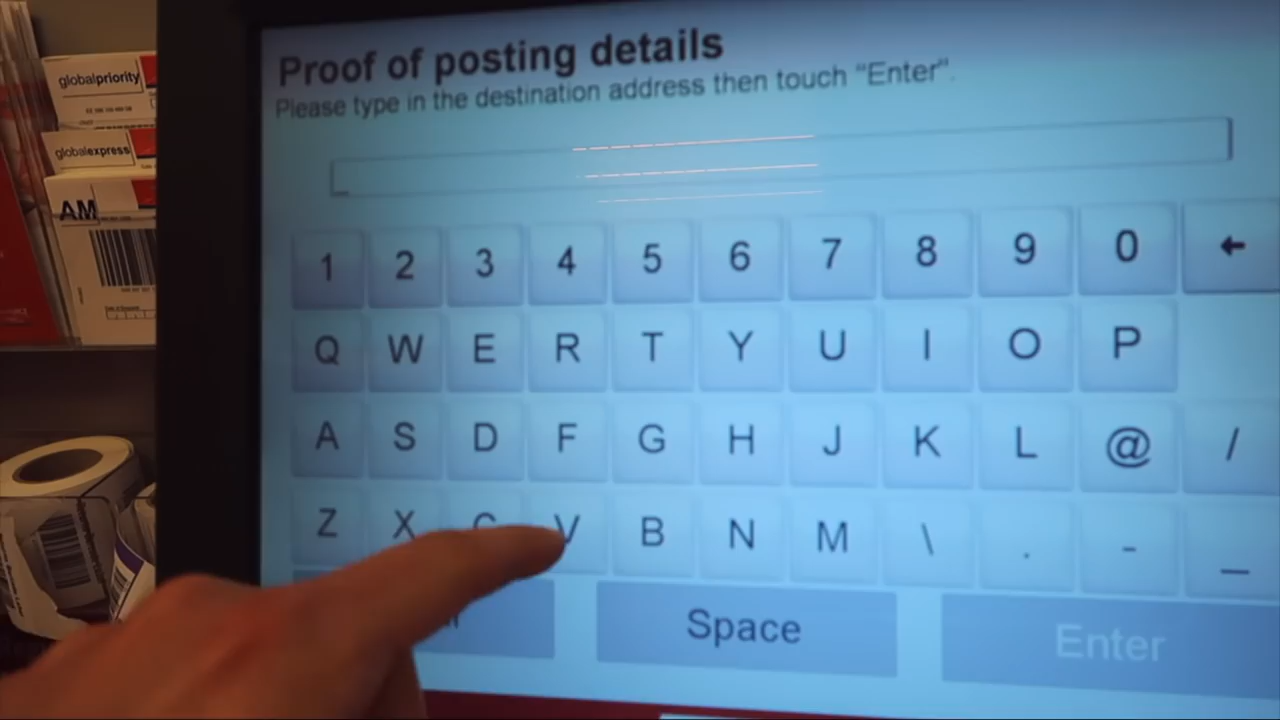 Proof of posting details
Please type in the destination address then touch “Enter”.
_
1 2 3 4 5 6 7 8 9 0 ←
Q W E R T Y U I O P
A S D F G H J K L @ /
Z X C V B N M \ . - _
Space Enter
globalpriority
globalexpress
AM